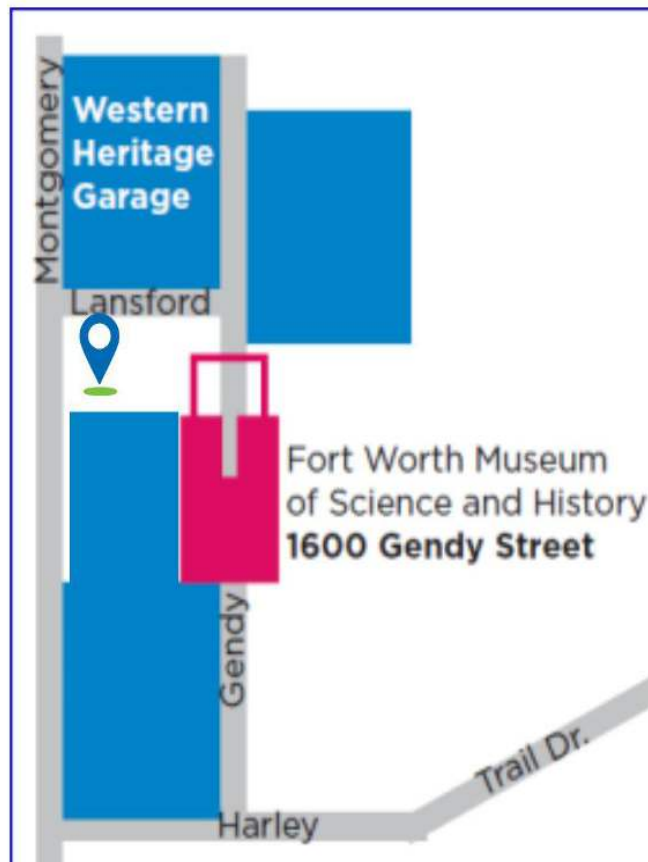 Montgomery
Western
Heritage
Garage
Lansford
Fort Worth Museum
of Science and History
1600 Gendy Street
Gendy
Trail Dr.
Harley